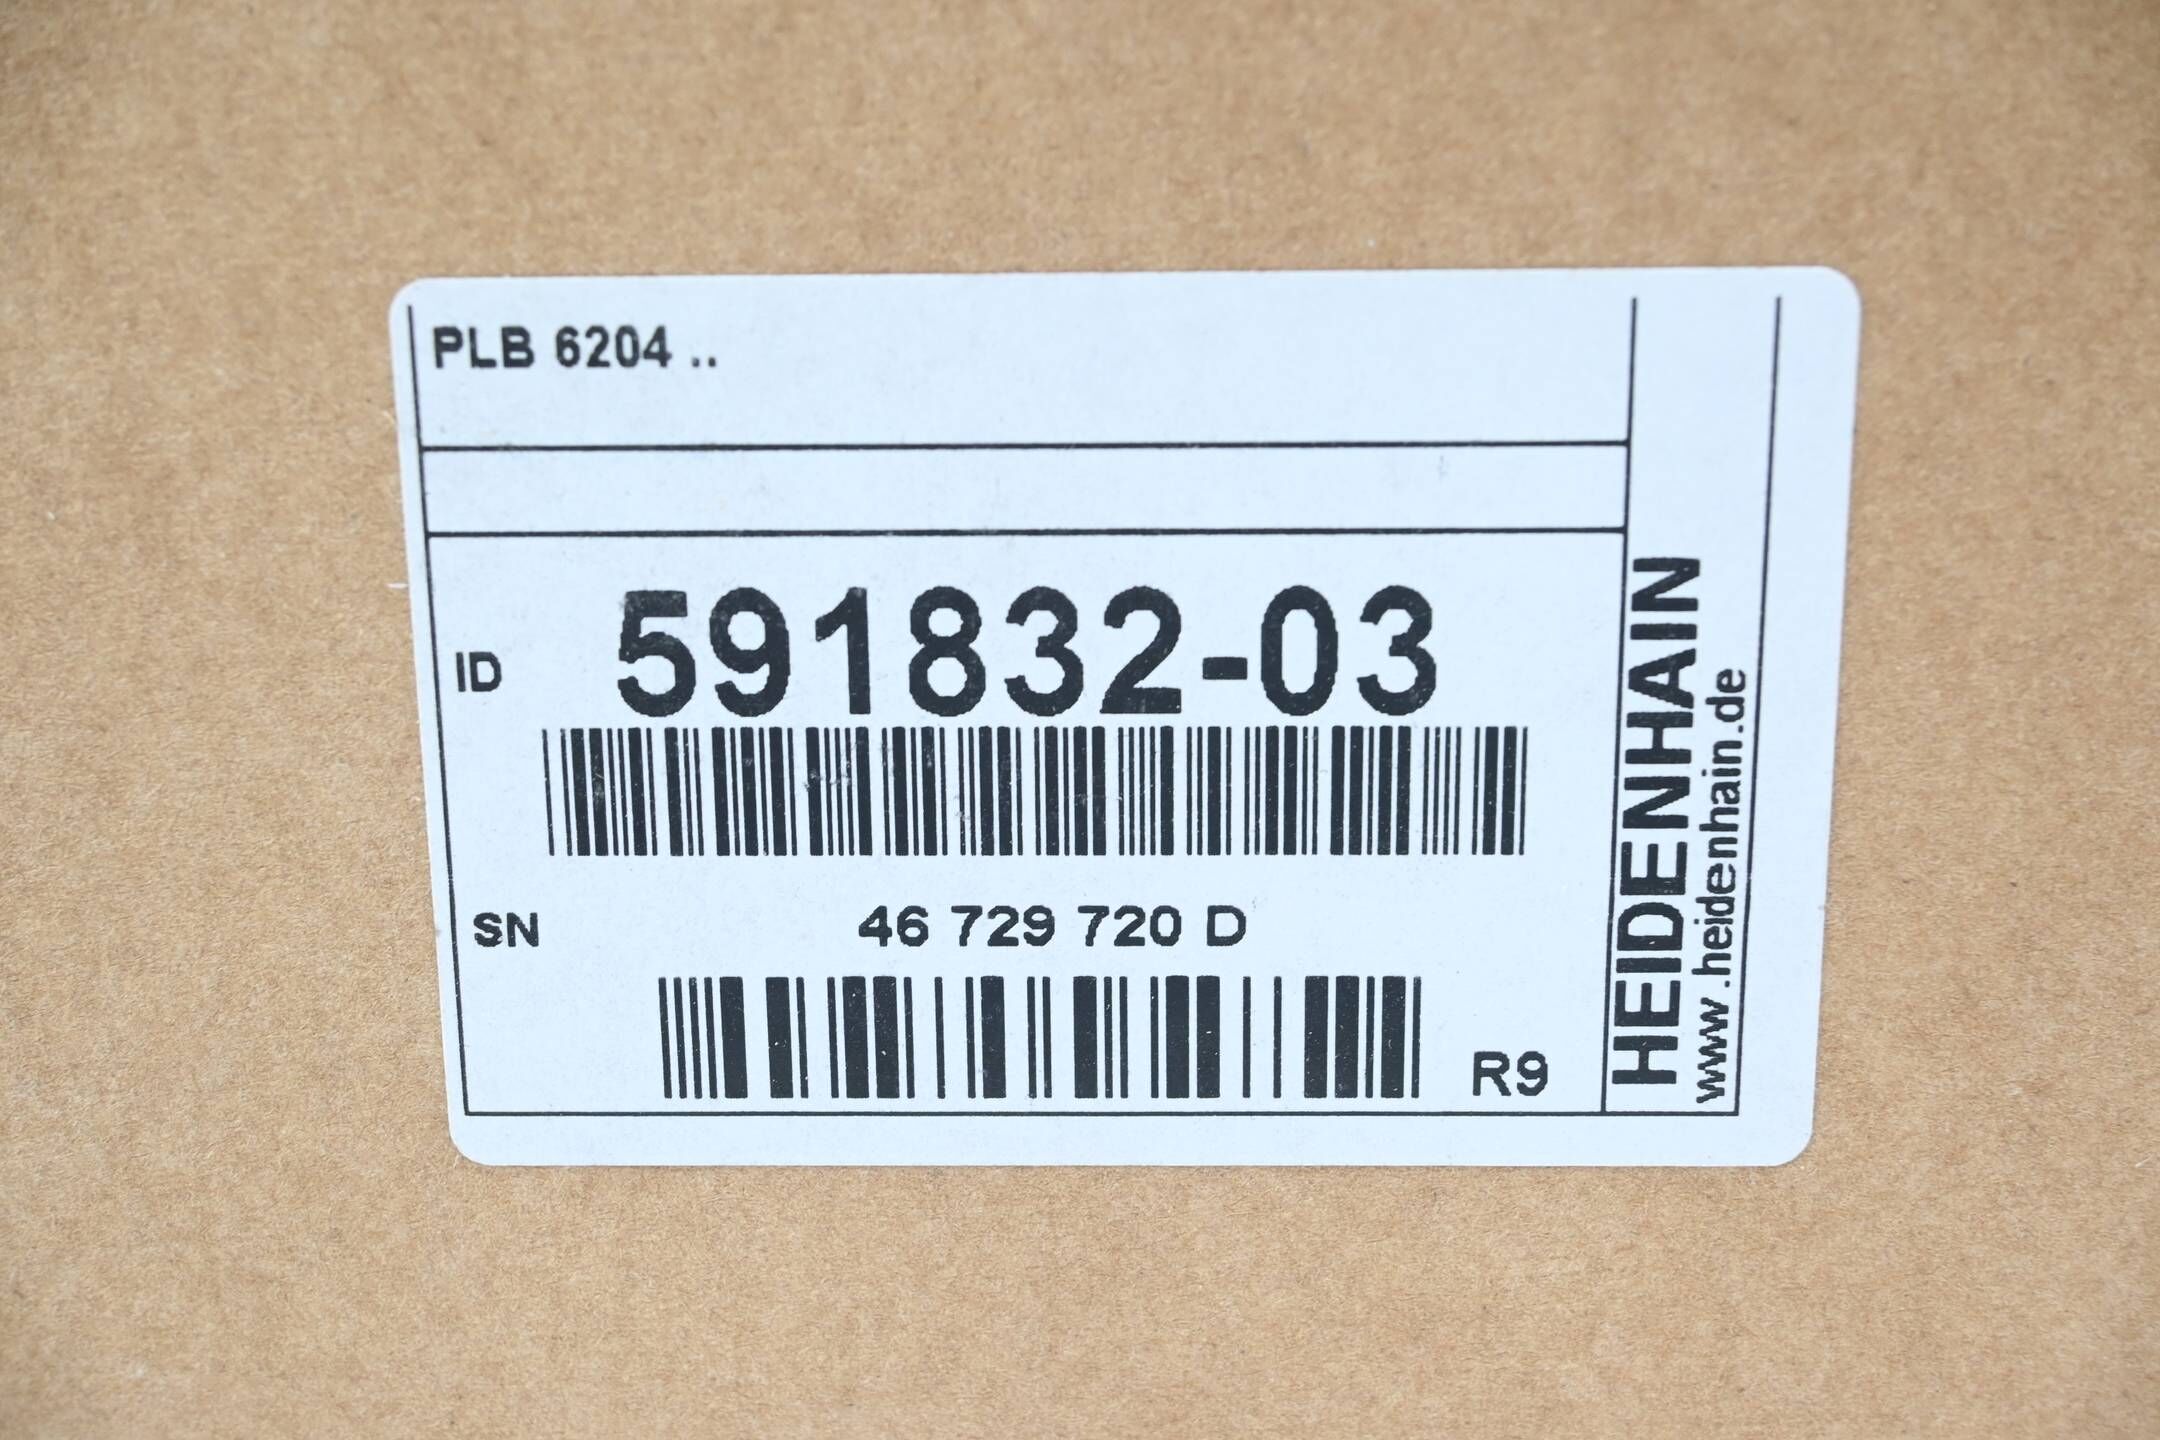 PLB 6204 ..
ID 591832-03
SN 46 729 720 D
R9
HEIDENHAIN
www.heidenhain.de